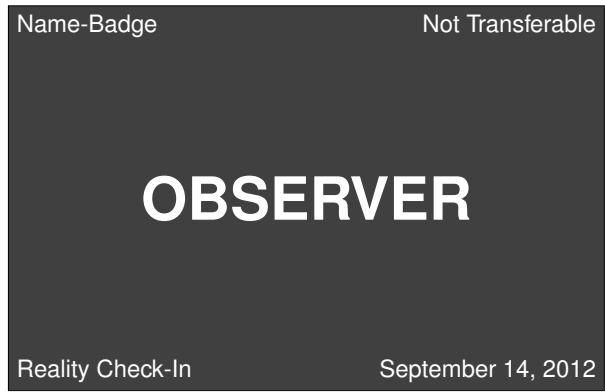 Name-Badge Not Transferable
OBSERVER
Reality Check-In September 14, 2012